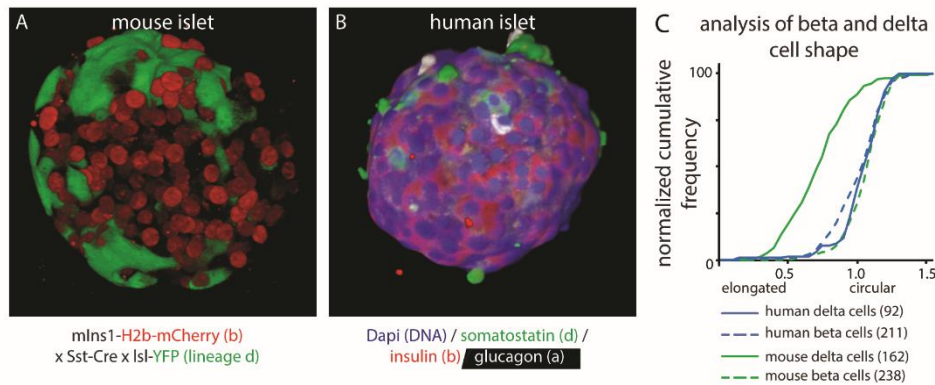 A
mouse islet
mIns1-H2b-mCherry (b)
x Sst-Cre x lsl-YFP (lineage d)
B
human islet
Dapi (DNA) / somatostatin (d) /
insulin (b) / glucagon (a)
C
analysis of beta and delta
cell shape
normalized cumulative
frequency
100
0
0.5
1.0
1.5
elongated
circular
human delta cells (92)
human beta cells (211)
mouse delta cells (162)
mouse beta cells (238)